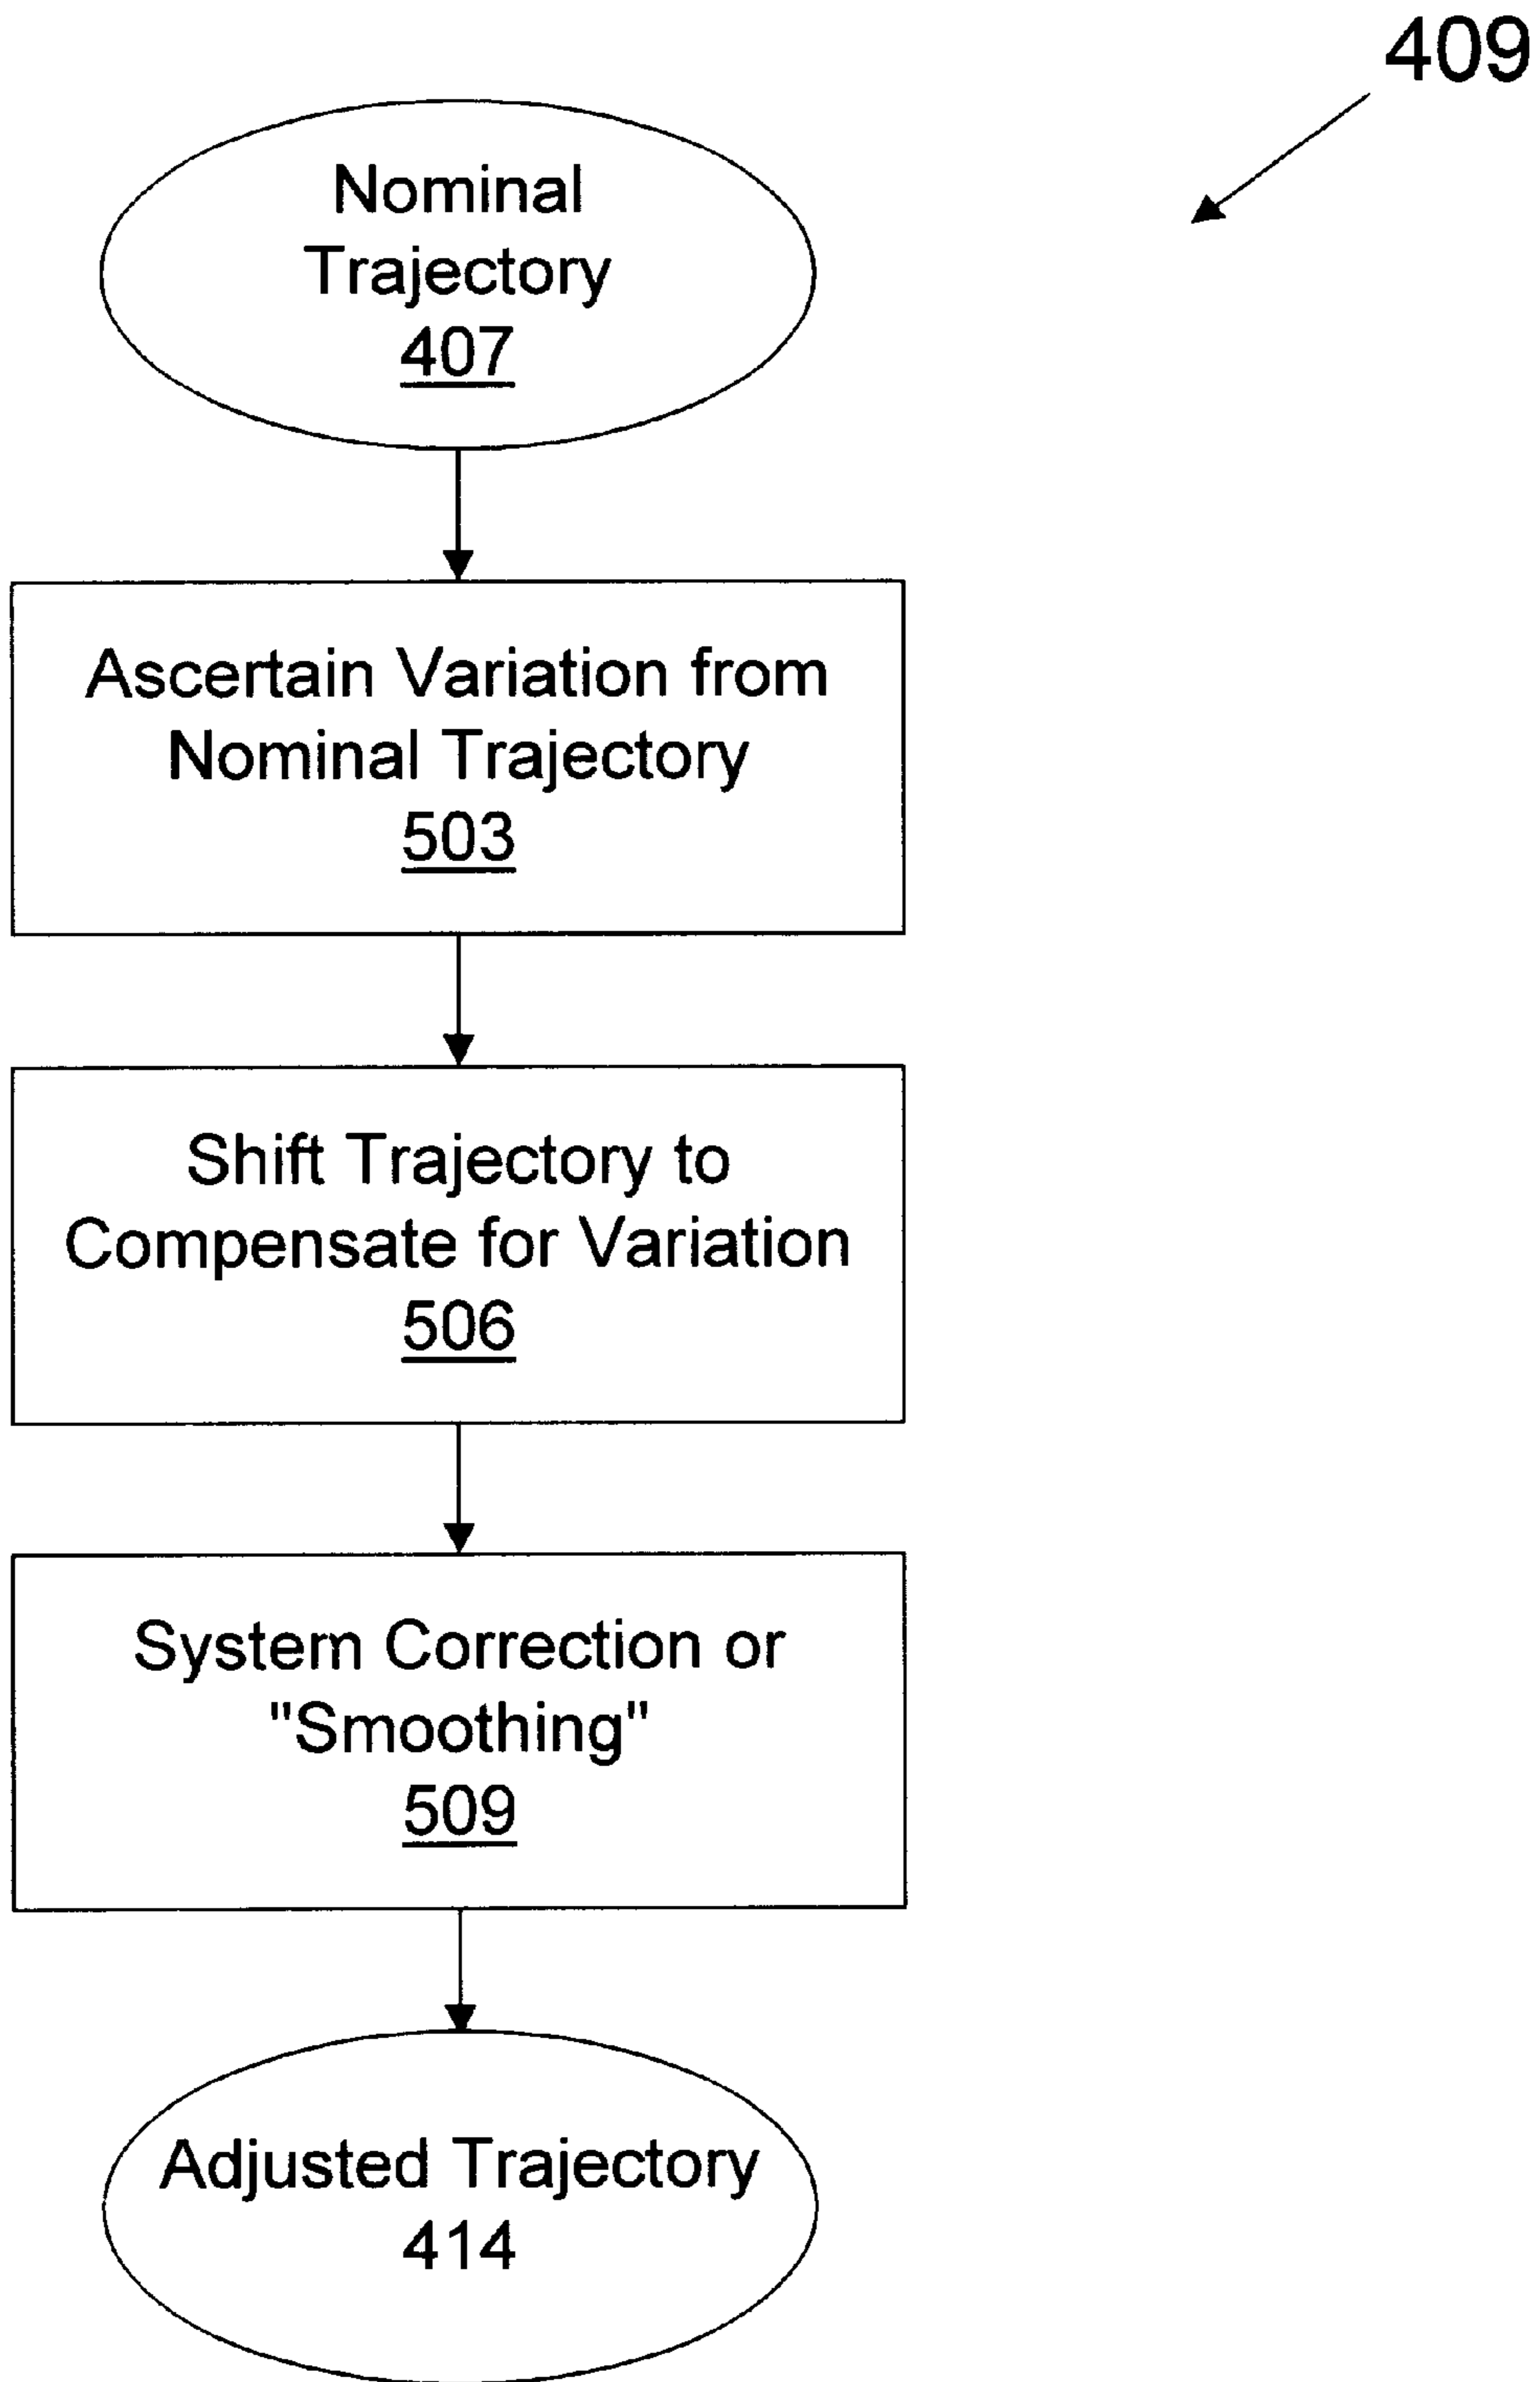 409
Nominal
Trajectory
407
Ascertain Variation from
Nominal Trajectory
503
Shift Trajectory to
Compensate for Variation
506
System Correction or
"Smoothing"
509
Adjusted Trajectory
414